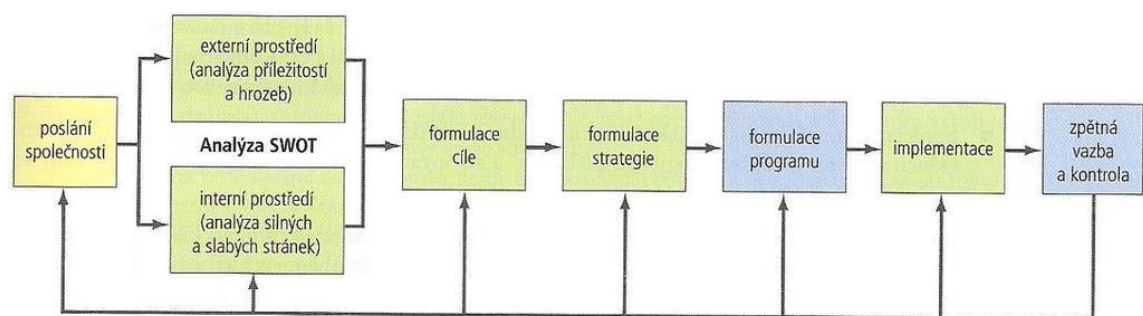 poslání
společnosti
externí prostředí
(analýza příležitostí
a hrozeb)
Analýza SWOT
interní prostředí
(analýza silných
a slabých stránek)
formulace
cíle
formulace
strategie
formulace
programu
implementace
zpětná
vazba
a kontrola